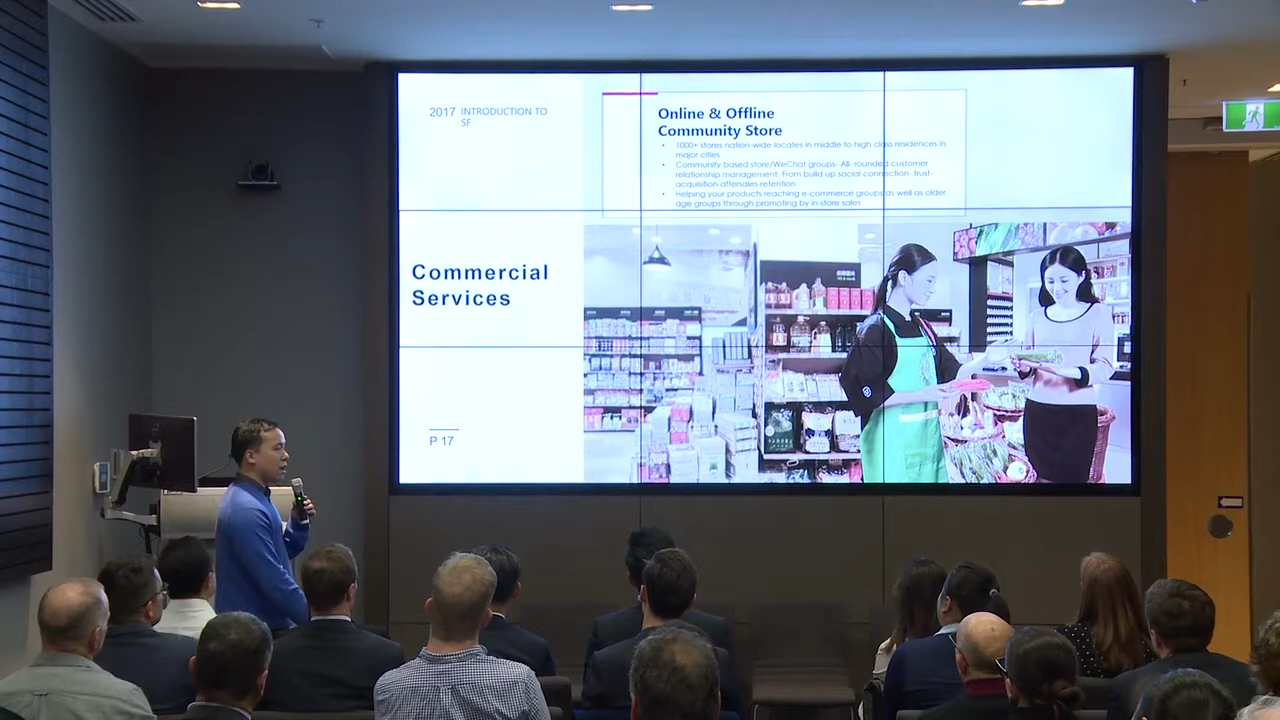 2017 INTRODUCTION TO
SF
Online & Offline
Community Store
• 1000+ stores nation-wide locates in middle to high class residences in
major cities
• Community based store/WeChat groups- All- rounded customer
relationship management: From build up social connection- trust-
acquisition-aftersales-retention
• Helping your products reaching e-commerce groups as well as older
age groups through promoting by in-store sales
Commercial
Services
P 17